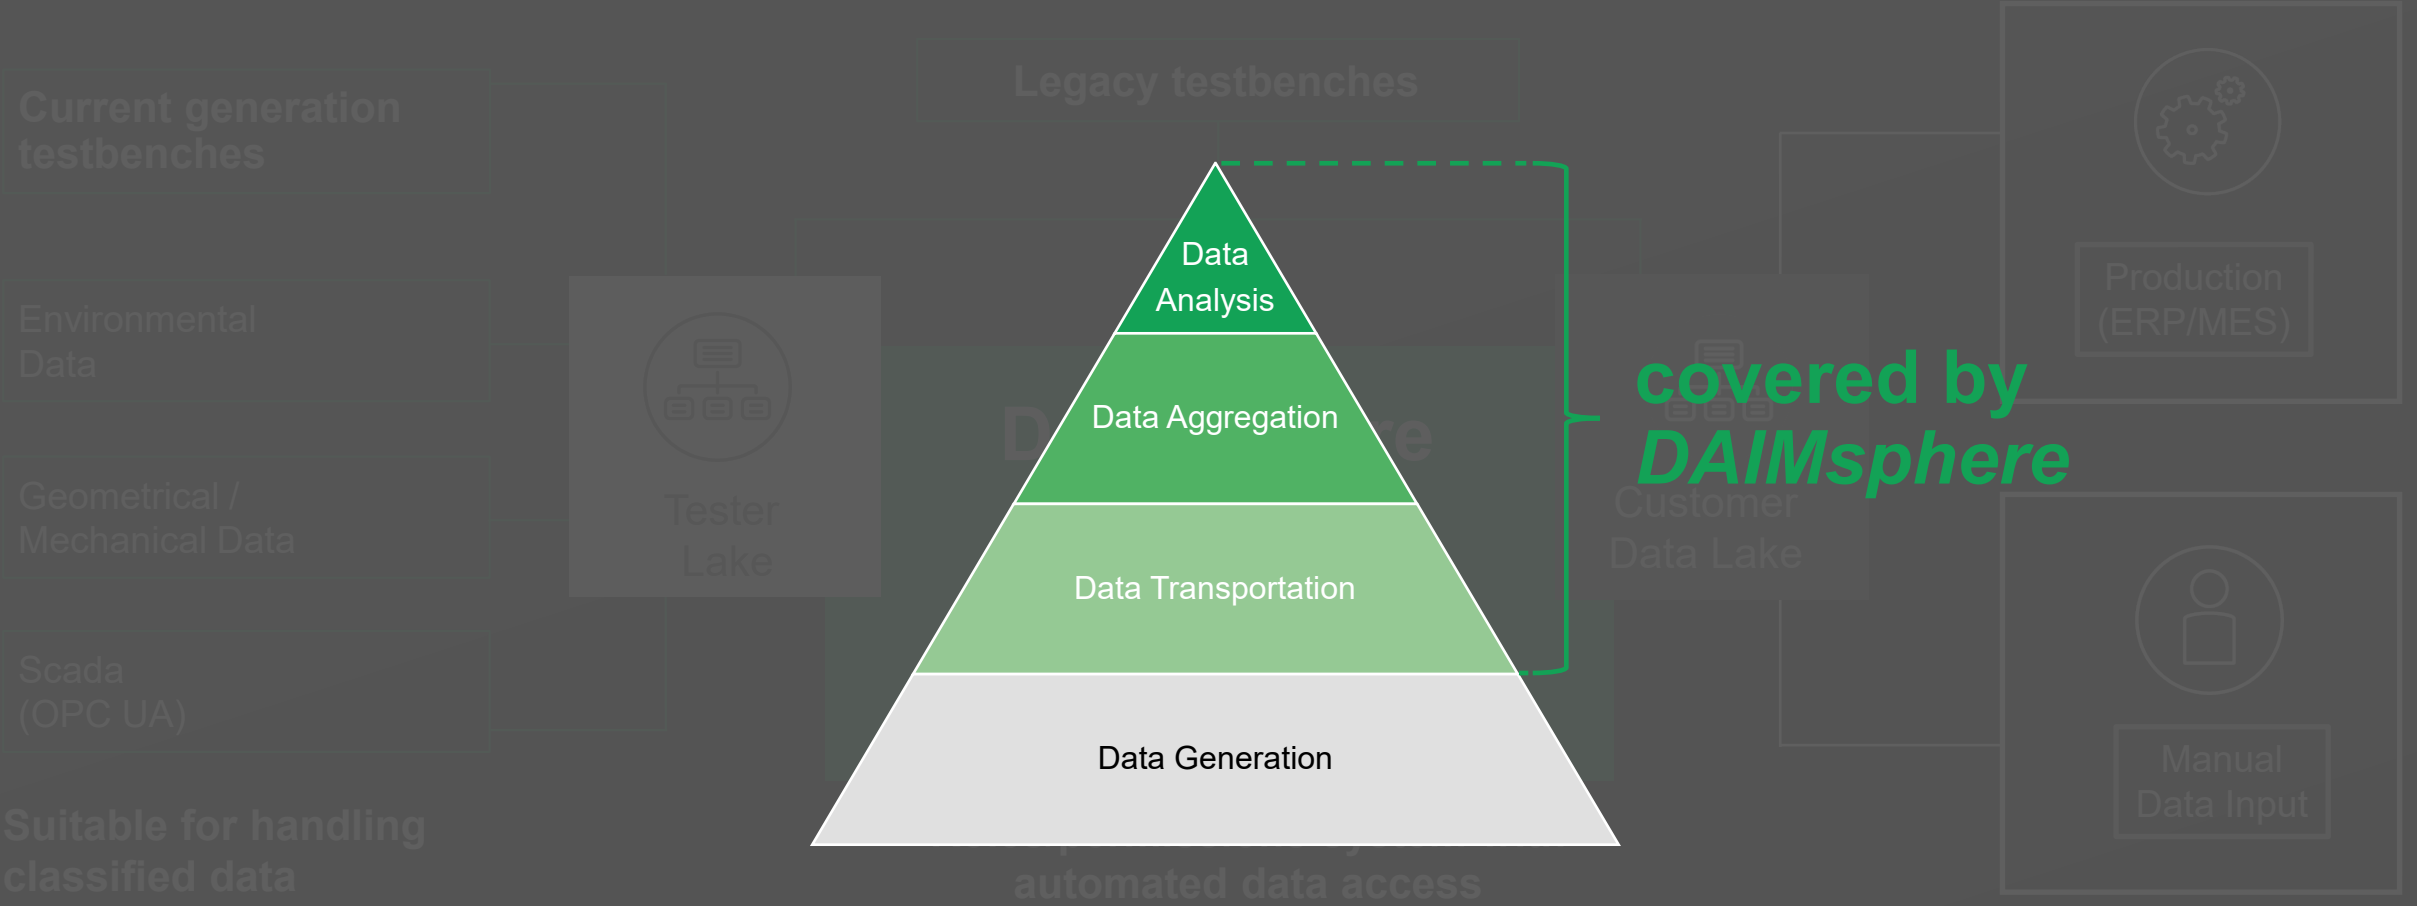 Current generation
testbenches
Environmental
Data
Geometrical /
Mechanical Data
Scada
(OPC UA)
Suitable for handling
classified data
Tester
Lake
Legacy testbenches
Data
Analysis
Data Aggregation
Data Transportation
Data Generation
automated data access
covered by
DAIMsphere
Customer
Data Lake
Production
(ERP/MES)
Manual
Data Input